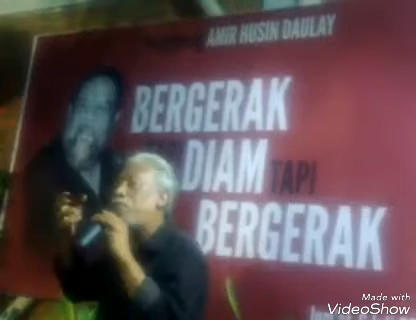 AMIR HUSIN DAULAY
BERGERAK
DIAM TAPI
BERGERAK
Made with
VideoShow